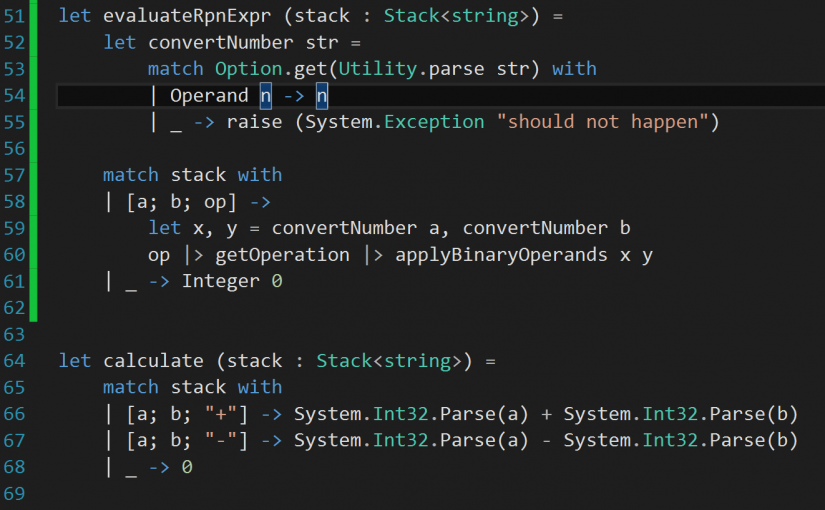 51 let evaluateRpnExpr (stack : Stack<string>) =
52     let convertNumber str =
53         match Option.get(Utility.parse str) with
54         | Operand n -> n
55         | _ -> raise (System.Exception "should not happen")
56
57     match stack with
58     | [a; b; op] ->
59         let x, y = convertNumber a, convertNumber b
60         op |> getOperation |> applyBinaryOperands x y
61     | _ -> Integer 0
62
63
64 let calculate (stack : Stack<string>) =
65     match stack with
66     | [a; b; "+"] -> System.Int32.Parse(a) + System.Int32.Parse(b)
67     | [a; b; "-"] -> System.Int32.Parse(a) - System.Int32.Parse(b)
68     | _ -> 0
69